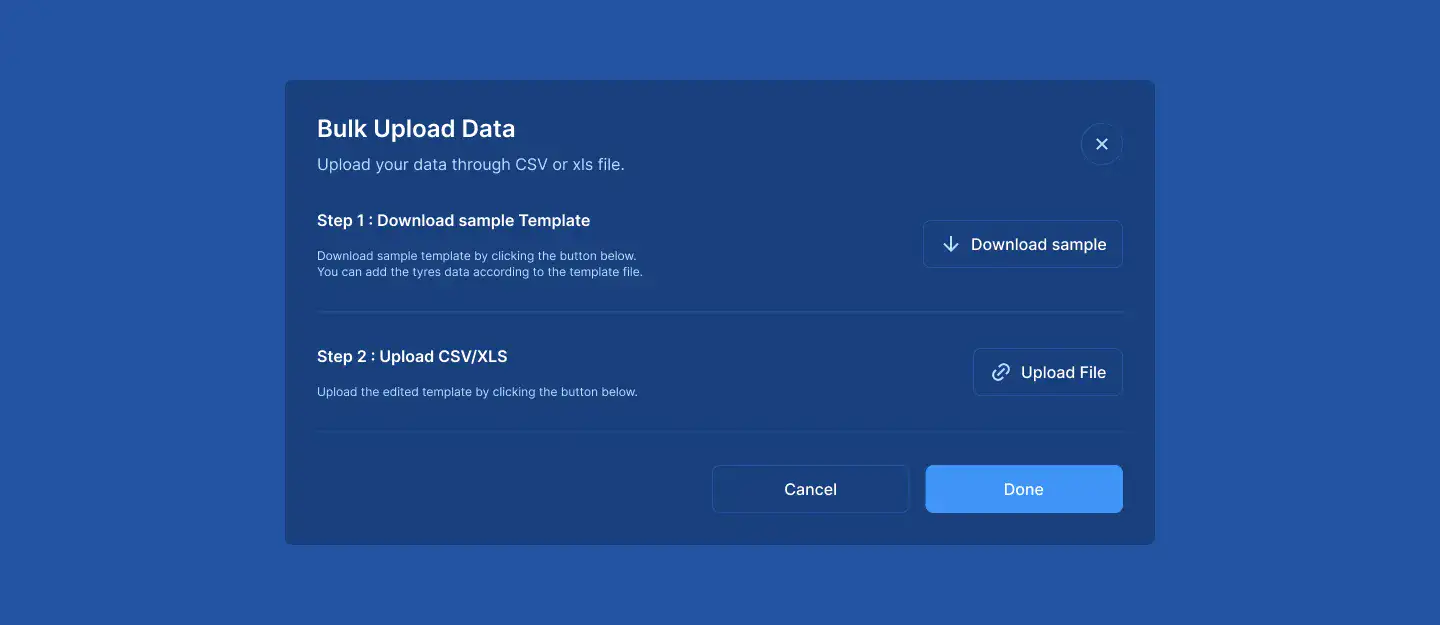 Bulk Upload Data
Upload your data through CSV or xls file.
Step 1 : Download sample Template
Download sample template by clicking the button below.
You can add the tyres data according to the template file.
Download sample
Step 2 : Upload CSV/XLS
Upload the edited template by clicking the button below.
Upload File
Cancel
Done